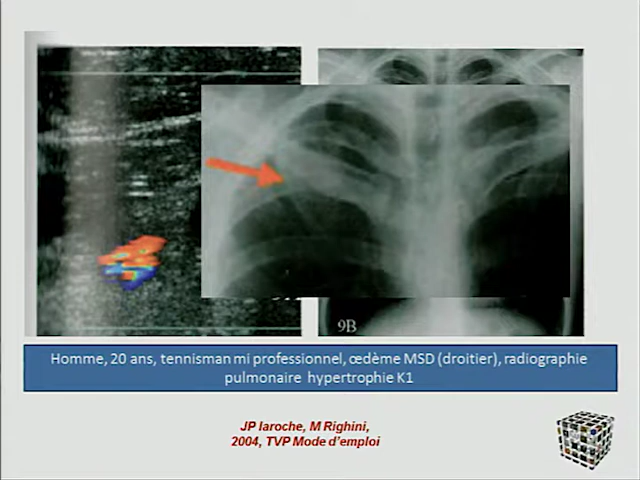 9B
Homme, 20 ans, tennisman mi professionnel, œdème MSD (droitier), radiographie
pulmonaire hypertrophie K1
JP laroche, M Righini,
2004, TVP Mode d'emploi